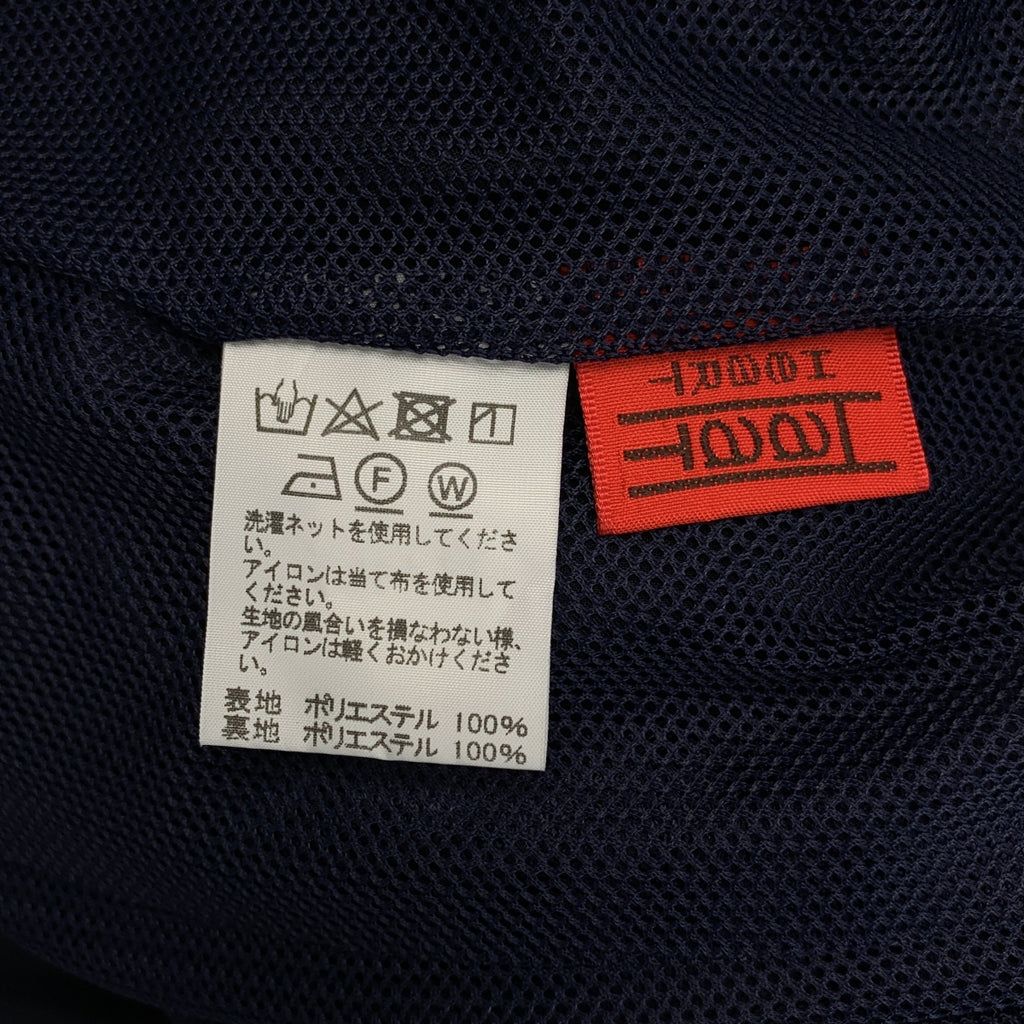 F W
洗濯ネットを使用してくださ
い。
アイロンは当て布を使用して
ください。
生地の風合いを損なわない様、
アイロンは軽くおかけくださ
い。
表地 ポリエステル 100%
裏地 ポリエステル 100%